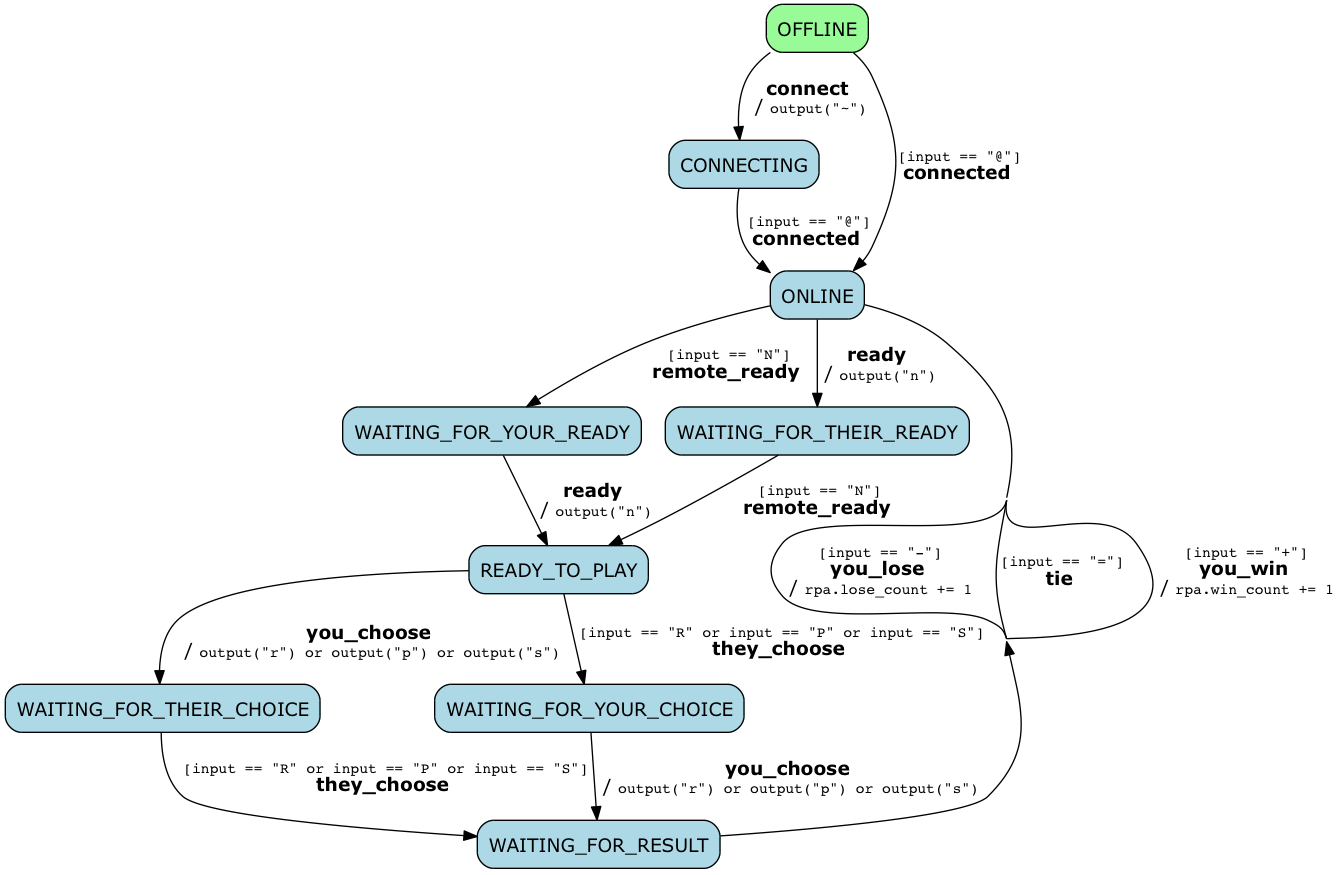 OFFLINE
connect
/ output("~")
[input == "@"]
connected
CONNECTING
[input == "@"]
connected
ONLINE
[input == "N"]
remote_ready
ready
/ output("n")
WAITING_FOR_YOUR_READY
WAITING_FOR_THEIR_READY
ready
/ output("n")
[input == "N"]
remote_ready
[input == "-"]
you_lose
/ rpa.lose_count += 1
[input == "="]
tie
[input == "+"]
you_win
/ rpa.win_count += 1
READY_TO_PLAY
you_choose
/ output("r") or output("p") or output("s")
[input == "R" or input == "P" or input == "S"]
they_choose
WAITING_FOR_THEIR_CHOICE
WAITING_FOR_YOUR_CHOICE
[input == "R" or input == "P" or input == "S"]
they_choose
you_choose
/ output("r") or output("p") or output("s")
WAITING_FOR_RESULT